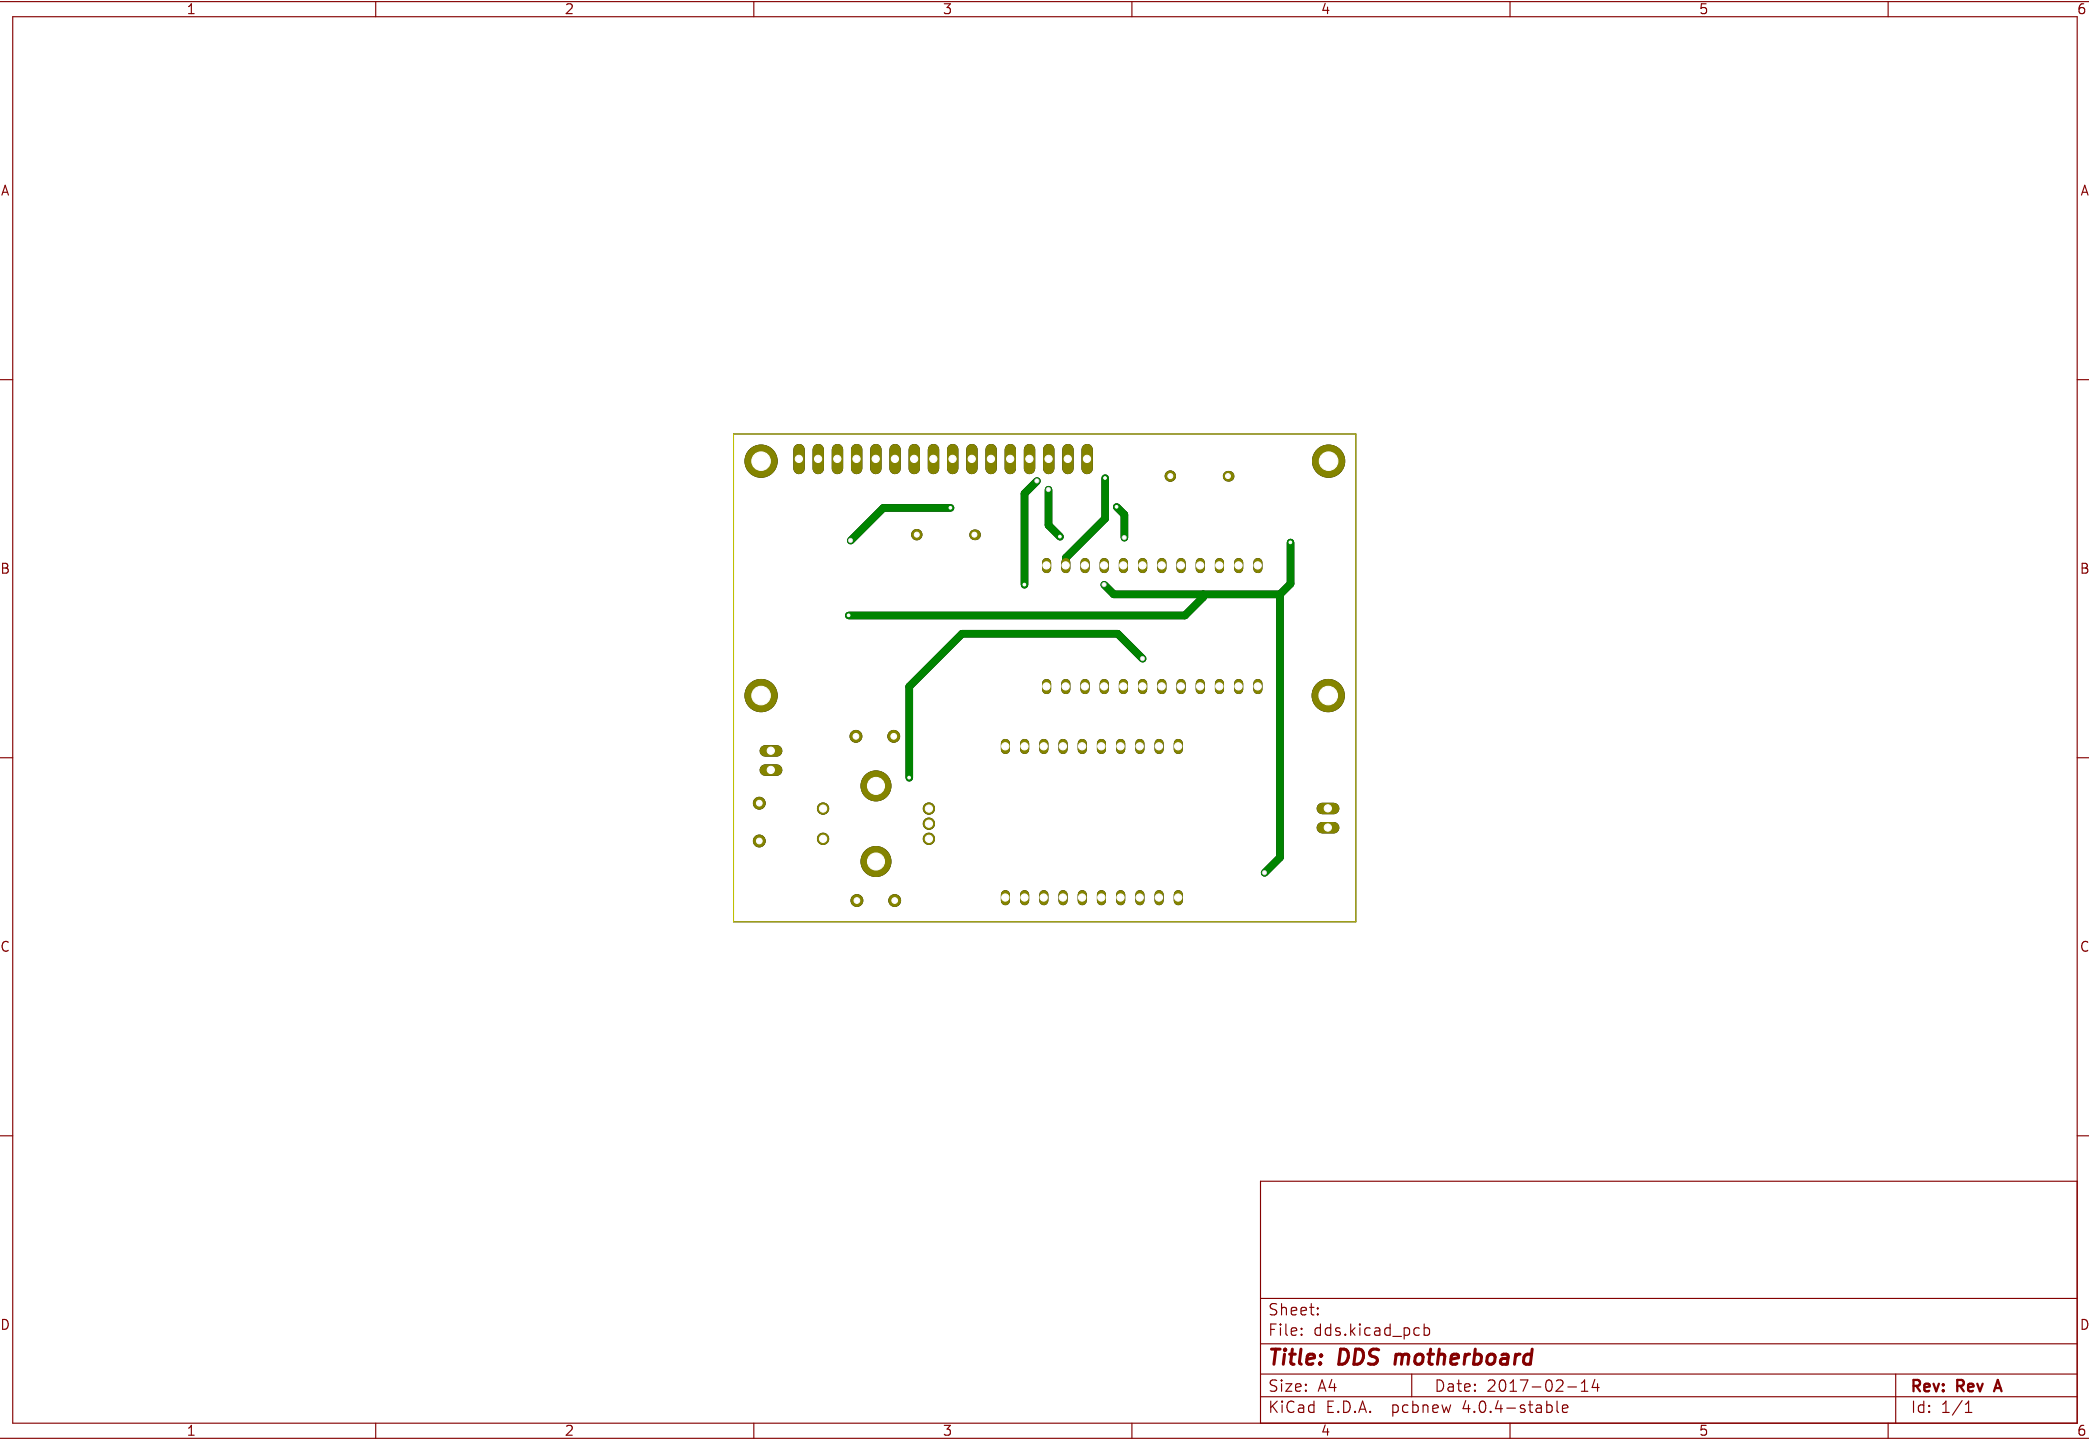 1 2 3 4 5 6
A A
B B
C C
D D
Sheet:
File: dds.kicad_pcb
Title: DDS motherboard
Size: A4 Date: 2017-02-14 Rev: Rev A
KiCad E.D.A. pcbnew 4.0.4-stable Id: 1/1
1 2 3 4 5 6